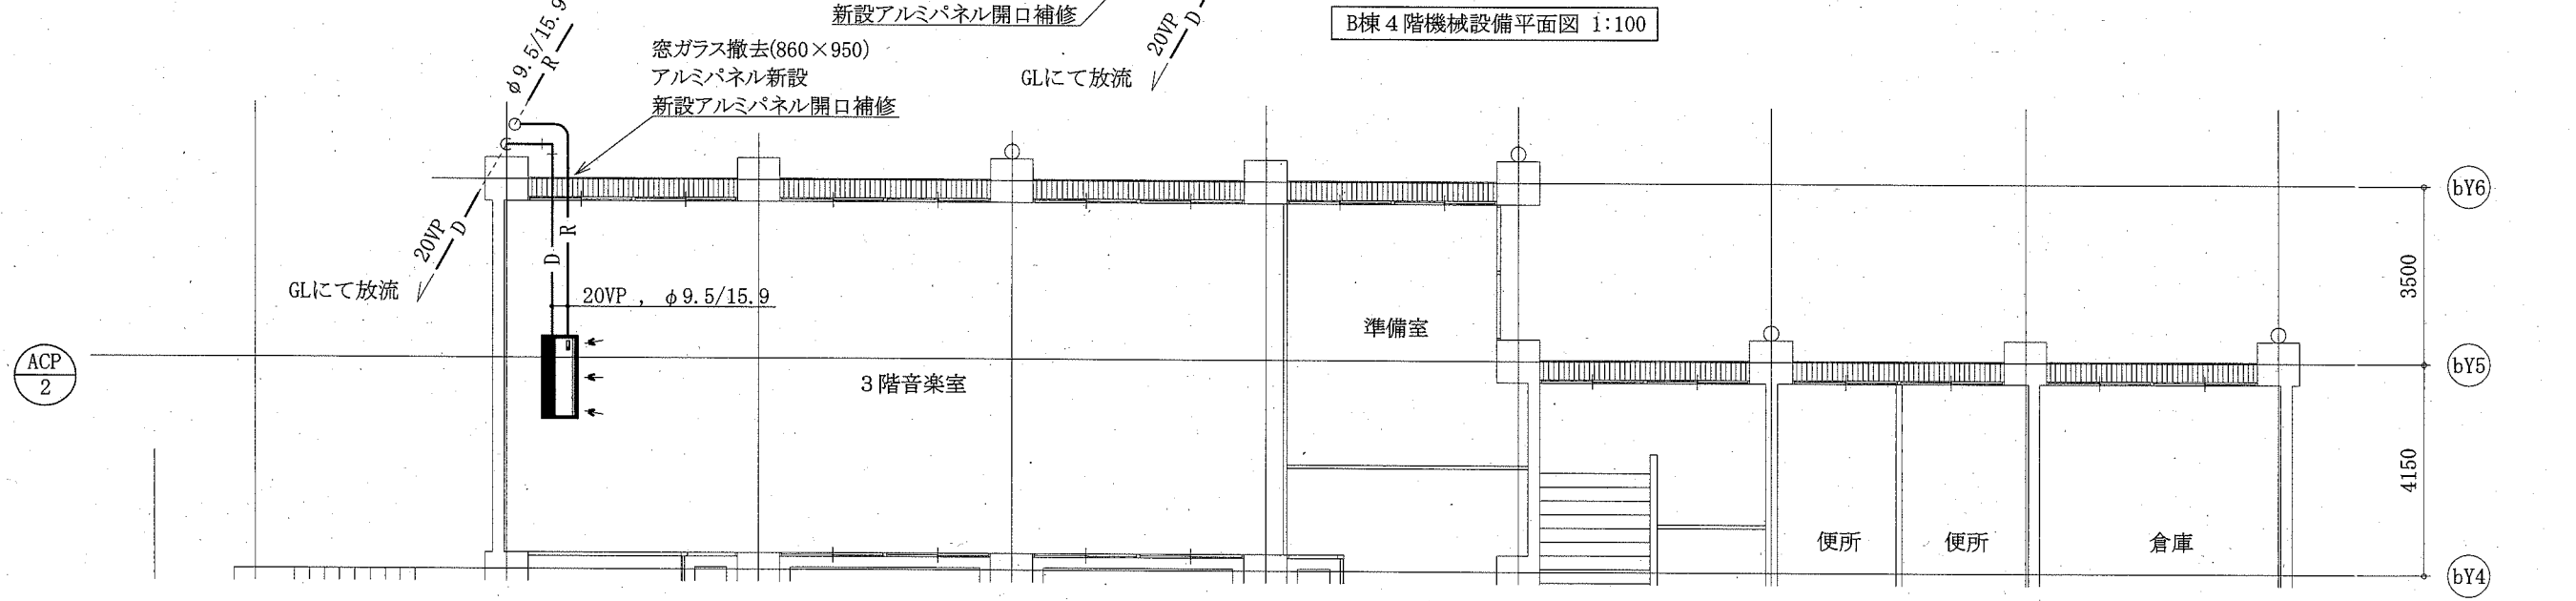 新設アルミパネル開口補修
B棟４階機械設備平面図 1:100
φ9.5/15.9
R
20VP
D
窓ガラス撤去(860×950)
アルミパネル新設
新設アルミパネル開口補修
GLにて放流
bY6
20VP
D
R
D
GLにて放流
20VP , φ9.5/15.9
3500
準備室
ACP
2
３階音楽室
bY5
4150
便所
便所
倉庫
bY4